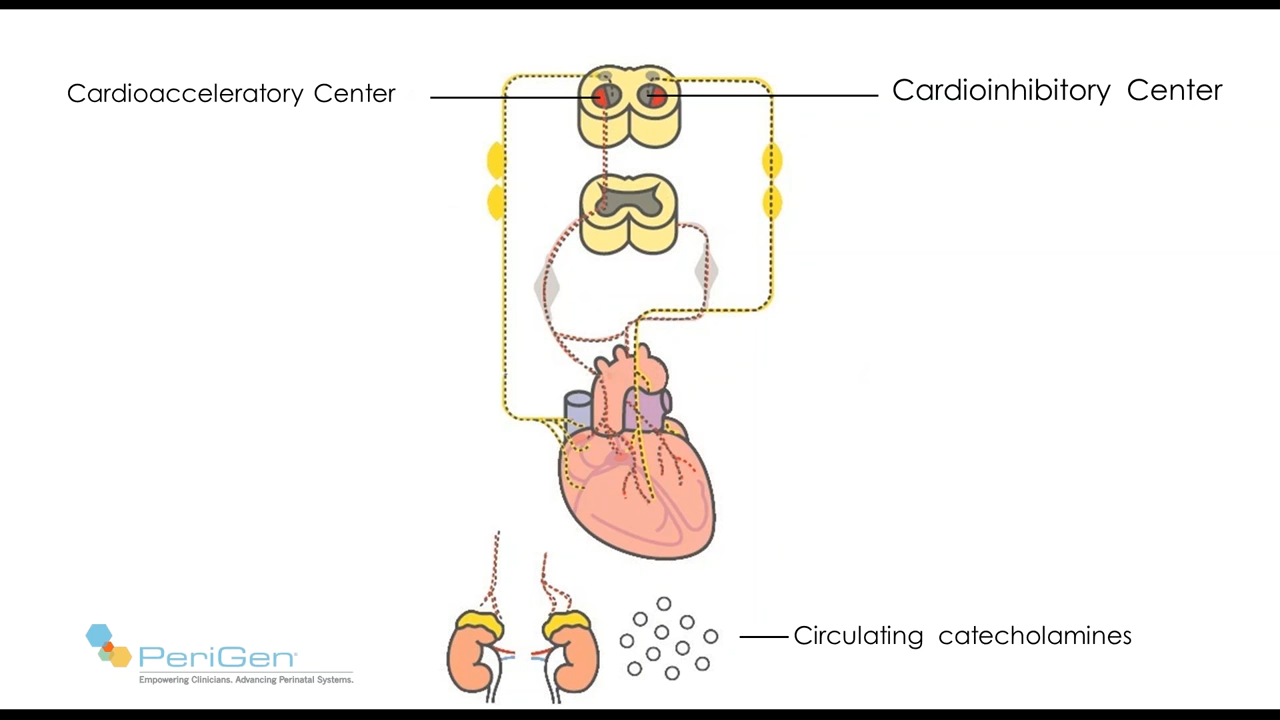 Cardioacceleratory Center
Cardioinhibitory Center
Circulating catecholamines
PeriGen®
Empowering Clinicians. Advancing Perinatal Systems.